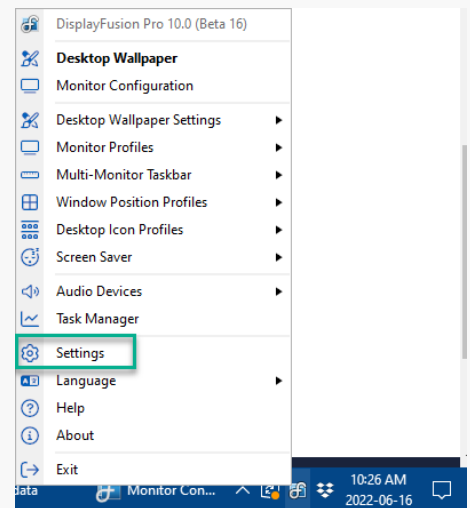 DisplayFusion Pro 10.0 (Beta 16)
Desktop Wallpaper
Monitor Configuration
Desktop Wallpaper Settings
Monitor Profiles
Multi-Monitor Taskbar
Window Position Profiles
Desktop Icon Profiles
Screen Saver
Audio Devices
Task Manager
Settings
Language
Help
About
Exit
data
Monitor Con...
10:26 AM
2022-06-16